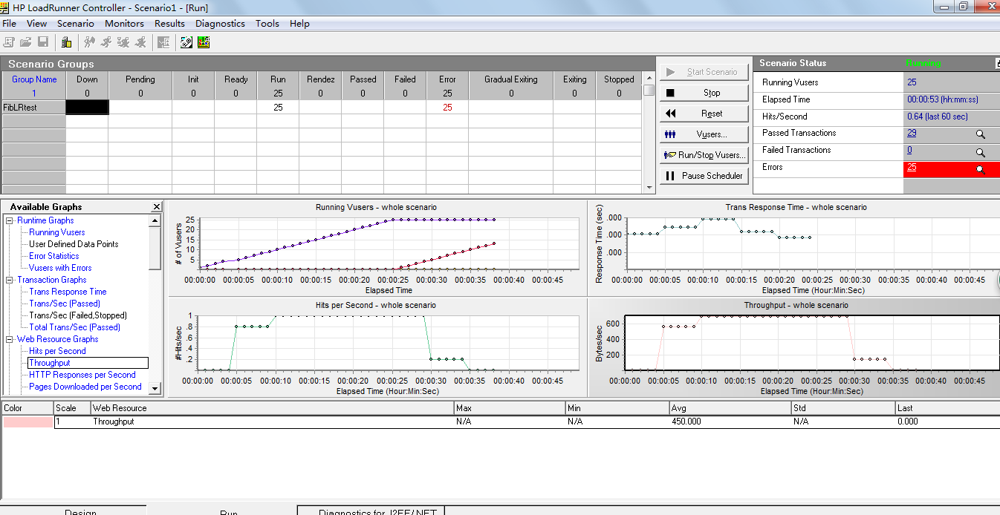 HP LoadRunner Controller - Scenario1 - [Run]
File View Scenario Monitors Results Diagnostics Tools Help
Scenario Groups
Group Name Down Pending Init Ready Run Rendez Passed Failed Error Gradual Exiting Exiting Stopped
1 0 0 0 0 25 0 0 0 25 0 0 0
FibLRtest 25 25
Start Scenario
Stop
Reset
Vusers...
Run/Stop Vusers...
Pause Scheduler
Scenario Status Running
Running Vusers 25
Elapsed Time 00:00:53 (hh:mm:ss)
Hits/Second 0.64 (last 60 sec)
Passed Transactions 29
Failed Transactions 0
Errors 25
Available Graphs
Runtime Graphs
Running Vusers
User Defined Data Points
Error Statistics
Vusers with Errors
Transaction Graphs
Trans Response Time
Trans/Sec (Passed)
Trans/Sec (Failed,Stopped)
Total Trans/Sec (Passed)
Web Resource Graphs
Hits per Second
Throughput
HTTP Responses per Second
Pages Downloaded per Second
Running Vusers - whole scenario
# of Vusers
25
20
15
10
5
00:00:00 00:00:05 00:00:10 00:00:15 00:00:20 00:00:25 00:00:30 00:00:35 00:00:40 00:00:45
Elapsed Time
Trans Response Time - whole scenario
Response Time (sec)
.000
.000
.000
00:00:00 00:00:05 00:00:10 00:00:15 00:00:20 00:00:25 00:00:30 00:00:35 00:00:40 00:00:45
Elapsed Time (Hour:Min:Sec)
Hits per Second - whole scenario
#Hits/sec
1
.8
.6
.4
.2
00:00:00 00:00:05 00:00:10 00:00:15 00:00:20 00:00:25 00:00:30 00:00:35 00:00:40 00:00:45
Elapsed Time (Hour:Min:Sec)
Throughput - whole scenario
Bytes/sec
600
400
200
00:00:00 00:00:05 00:00:10 00:00:15 00:00:20 00:00:25 00:00:30 00:00:35 00:00:40 00:00:45
Elapsed Time (Hour:Min:Sec)
Color Scale Web Resource Max Min Avg Std Last
1 Throughput N/A N/A 450.000 N/A 0.000
Design Run Diagnostics for J2EE/.NET